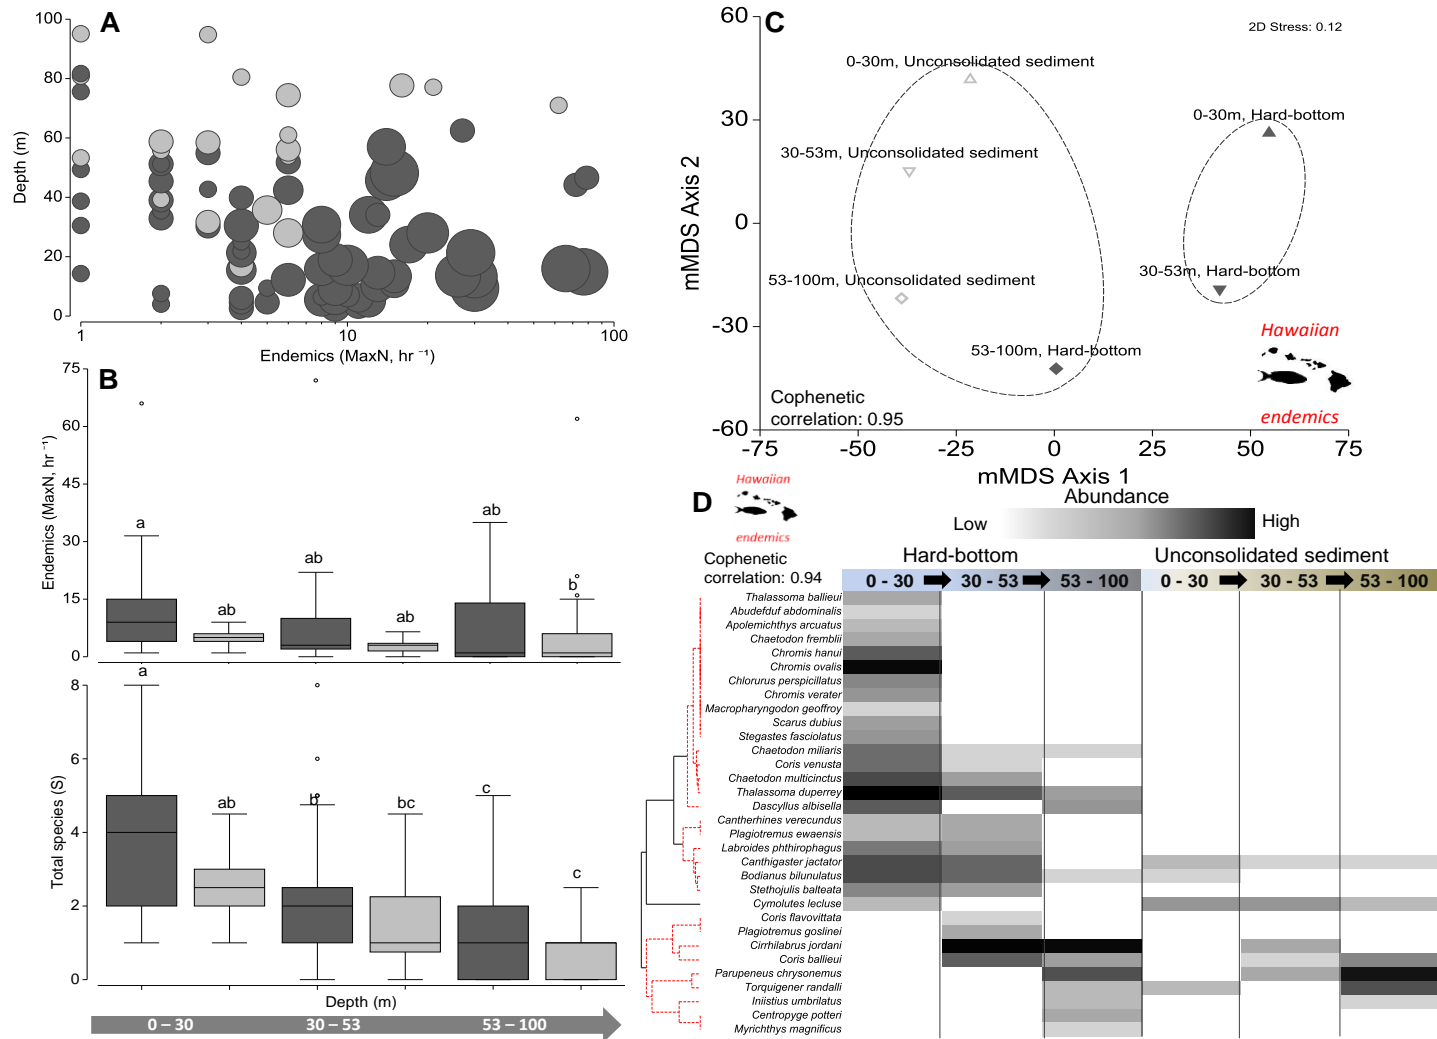 A
100
80
60
40
20
0
Depth (m)
1
10
100
Endemics (MaxN, hr ⁻¹)
B
75
60
45
30
15
0
Endemics (MaxN, hr ⁻¹)
a
ab
ab
ab
ab
b
8
6
4
2
0
Total species (S)
a
ab
b
bc
c
c
Depth (m)
0 – 30
30 – 53
53 – 100
C
60
30
0
-30
-60
mMDS Axis 2
2D Stress: 0.12
0-30m, Unconsolidated sediment
0-30m, Hard-bottom
30-53m, Unconsolidated sediment
30-53m, Hard-bottom
53-100m, Unconsolidated sediment
53-100m, Hard-bottom
Hawaiian
endemics
Cophenetic
correlation: 0.95
-75
-50
-25
0
25
50
75
mMDS Axis 1
D
Hawaiian
endemics
Abundance
Low
High
Cophenetic
correlation: 0.94
Hard-bottom
Unconsolidated sediment
0 - 30
30 - 53
53 - 100
0 - 30
30 - 53
53 - 100
Thalassoma ballieui
Abudefduf abdominalis
Apolemichthys arcuatus
Chaetodon fremblii
Chromis hanui
Chromis ovalis
Chlorurus perspicillatus
Chromis verater
Macropharyngodon geoffroy
Scarus dubius
Stegastes fasciolatus
Chaetodon miliaris
Coris venusta
Chaetodon multicinctus
Thalassoma duperrey
Dascyllus albisella
Cantherhines verecundus
Plagiotremus ewaensis
Labroides phthirophagus
Canthigaster jactator
Bodianus bilunulatus
Stethojulis balteata
Cymolutes lecluse
Coris flavovittata
Plagiotremus goslinei
Cirrhilabrus jordani
Coris ballieui
Parupeneus chrysonemus
Torquigener randalli
Iniistius umbrilatus
Centropyge potteri
Myrichthys magnificus